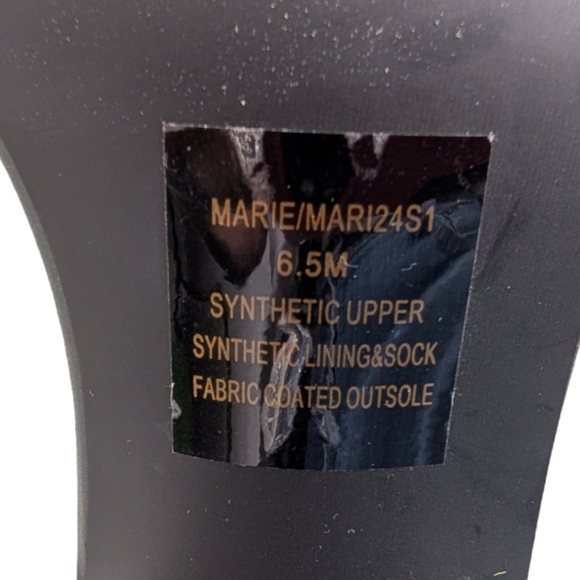 MARIE/MARI24S1
6.5M
SYNTHETIC UPPER
SYNTHETIC LINING&SOCK
FABRIC COATED OUTSOLE